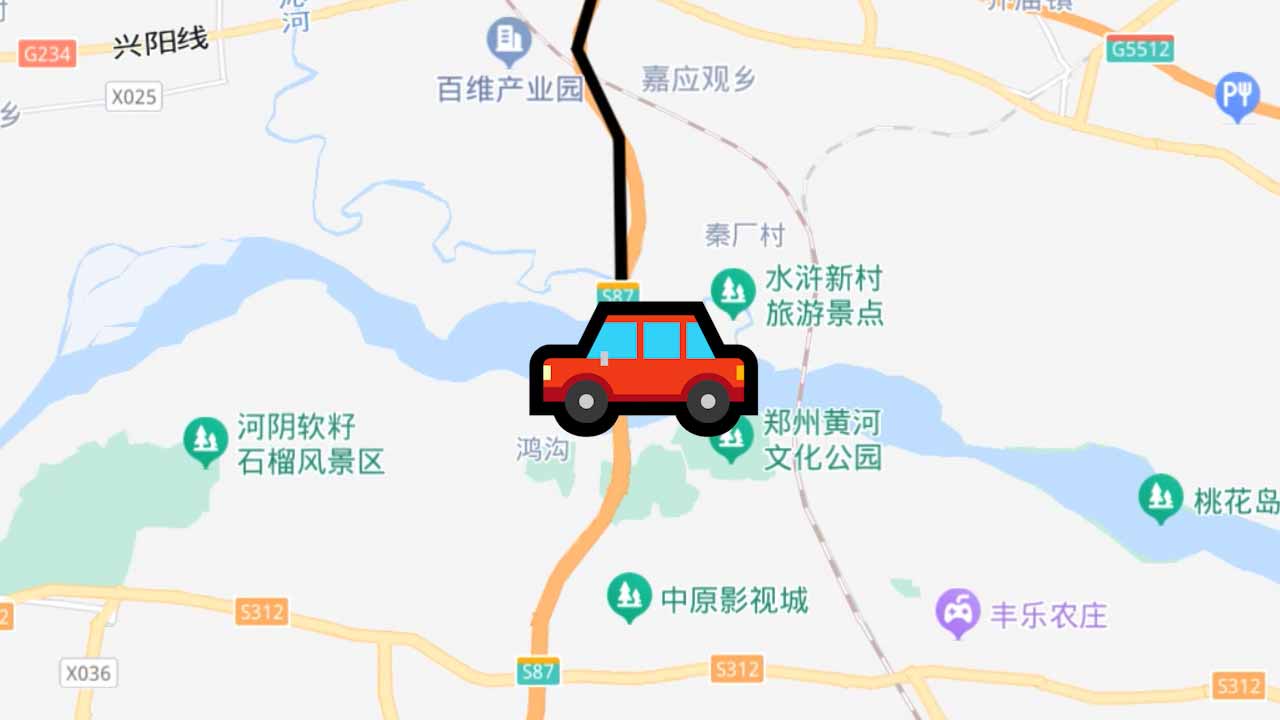 G234
兴阳线
X025
乡
河
百维产业园
嘉应观乡
G5512
秦厂村
S87
水浒新村
旅游景点
河阴软籽
石榴风景区
鸿沟
郑州黄河
文化公园
桃花岛
中原影视城
丰乐农庄
S312
X036
S87
S312
S312